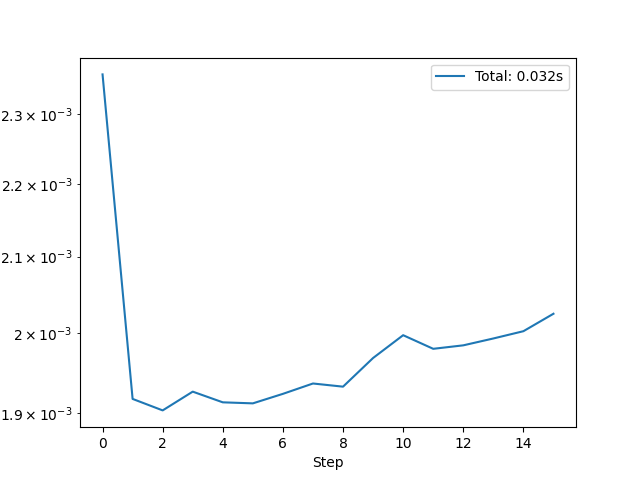 Total: 0.032s
2.3 × 10⁻³
2.2 × 10⁻³
2.1 × 10⁻³
2 × 10⁻³
1.9 × 10⁻³
0 2 4 6 8 10 12 14
Step